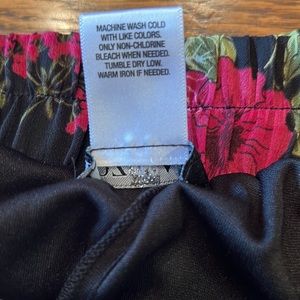 MACHINE WASH COLD
WITH LIKE COLORS.
ONLY NON-CHLORINE
BLEACH WHEN NEEDED.
TUMBLE DRY LOW.
WARM IRON IF NEEDED.